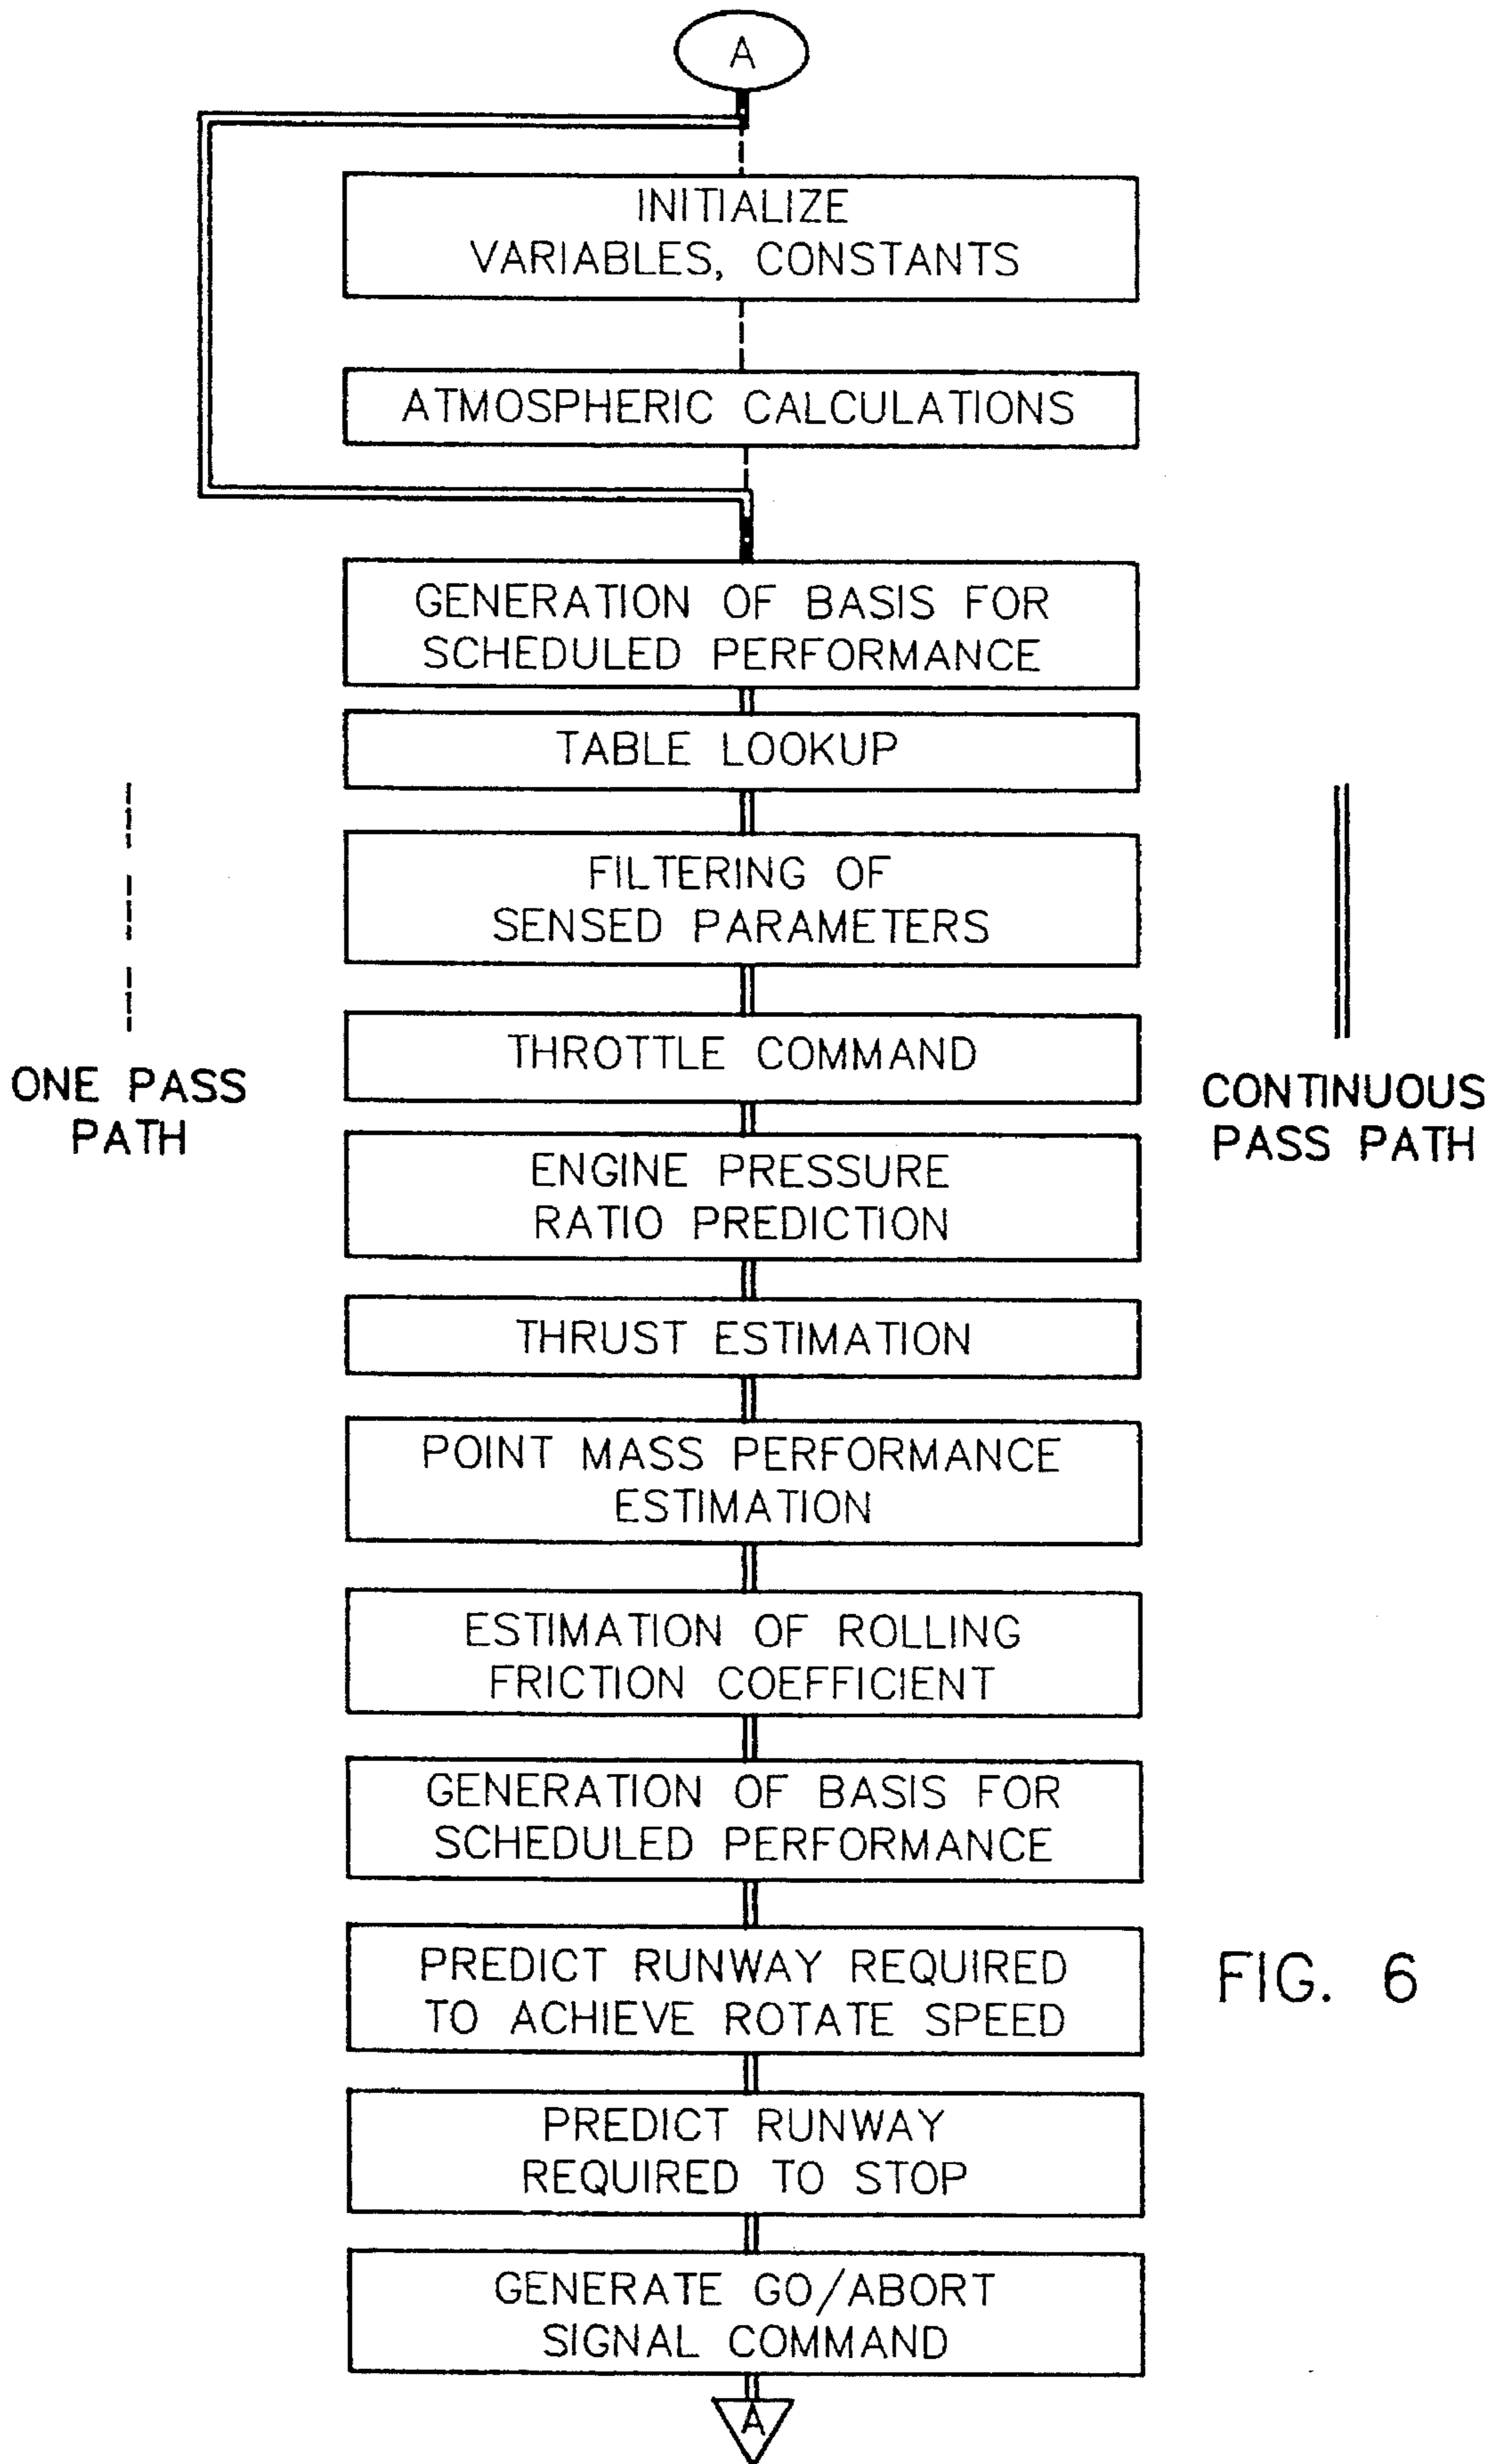 A
INITIALIZE
VARIABLES, CONSTANTS
ATMOSPHERIC CALCULATIONS
GENERATION OF BASIS FOR
SCHEDULED PERFORMANCE
TABLE LOOKUP
FILTERING OF
SENSED PARAMETERS
THROTTLE COMMAND
ONE PASS
PATH
CONTINUOUS
PASS PATH
ENGINE PRESSURE
RATIO PREDICTION
THRUST ESTIMATION
POINT MASS PERFORMANCE
ESTIMATION
ESTIMATION OF ROLLING
FRICTION COEFFICIENT
GENERATION OF BASIS FOR
SCHEDULED PERFORMANCE
PREDICT RUNWAY REQUIRED
TO ACHIEVE ROTATE SPEED
FIG. 6
PREDICT RUNWAY
REQUIRED TO STOP
GENERATE GO/ABORT
SIGNAL COMMAND
A